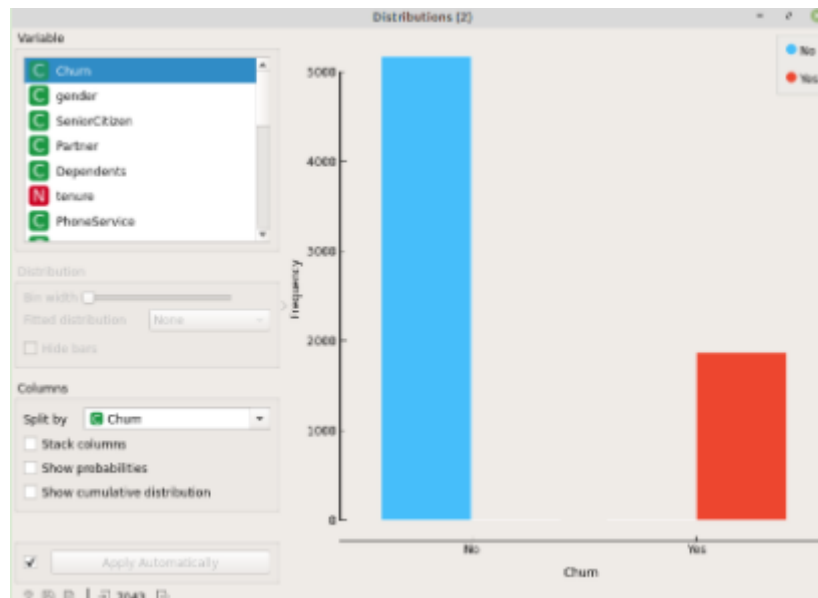 Distributions (2)
Variable
C Churn
C gender
C SeniorCitizen
C Partner
C Dependents
N tenure
C PhoneService
Distribution
Bin width
Fitted distribution None
Hide bars
Columns
Split by C Churn
Stack columns
Show probabilities
Show cumulative distribution
Apply Automatically
7043
No
Yes
5000
4000
3000
2000
1000
0
Frequency
No Yes
Churn